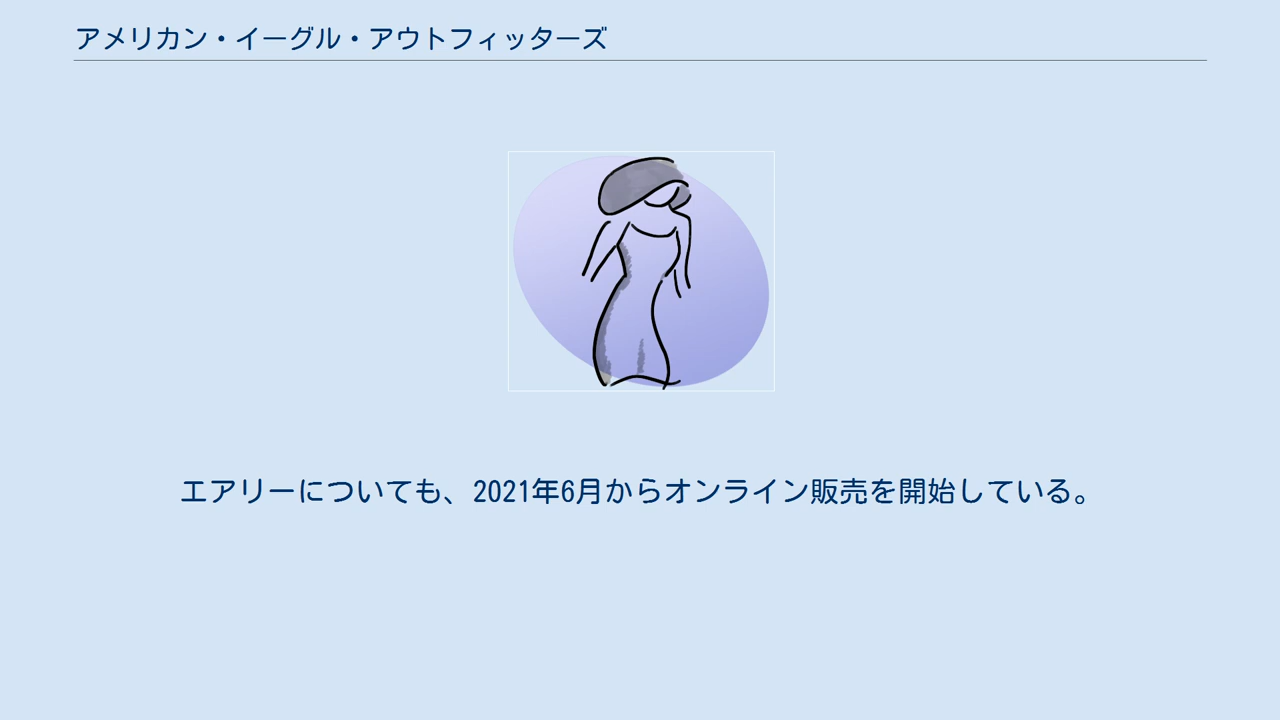 アメリカン・イーグル・アウトフィッターズ
エアリーについても、2021年6月からオンライン販売を開始している。